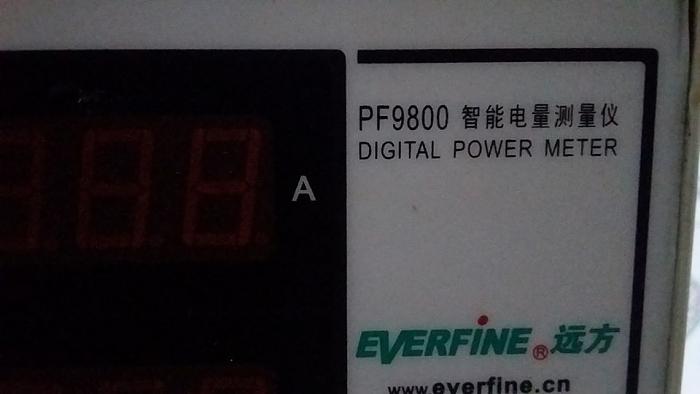 PF9800 智能电量测量仪
DIGITAL POWER METER
A
EVERFINE® 远方
www.everfine.cn